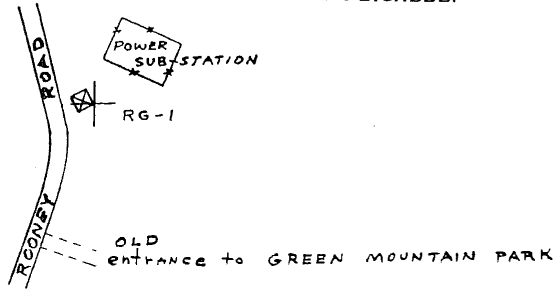 POWER
SUB-STATION
ROAD
RG-1
ROONEY
OLD
entrance to GREEN MOUNTAIN PARK